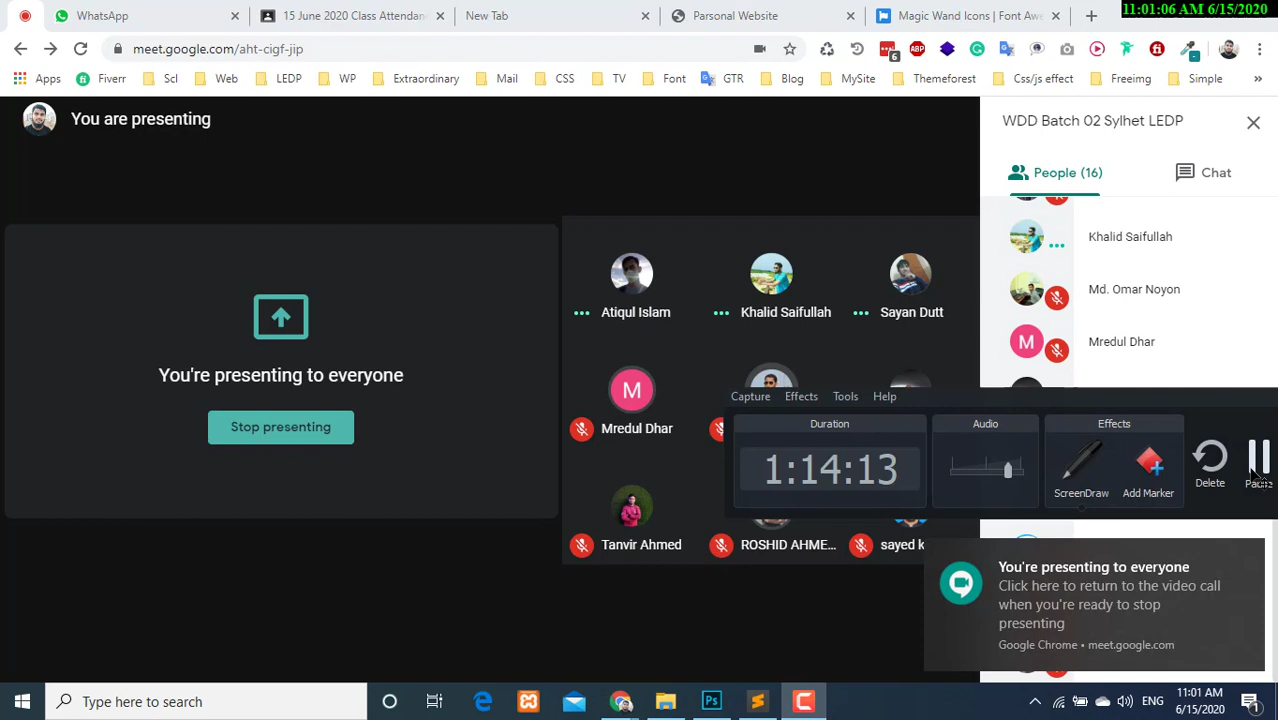 WhatsApp
15 June 2020 Class Attendan
New Tab
Parsonal Website
Magic Wand Icons | Font Awe
11:01:06 AM 6/15/2020
meet.google.com/aht-cigf-jip
6
ABP
Apps
Fiverr
Scl
Web
LEDP
WP
Extraordinary
Mail
CSS
TV
Font
GTR
Blog
MySite
Themeforest
Css/js effect
Freeimg
Simple
»
You are presenting
WDD Batch 02 Sylhet LEDP
People (16)
Chat
Khalid Saifullah
Md. Omar Noyon
M
Mredul Dhar
You're presenting to everyone
Stop presenting
Atiqul Islam
Khalid Saifullah
Sayan Dutt
M
Mredul Dhar
Tanvir Ahmed
ROSHID AHME...
sayed k
Capture
Effects
Tools
Help
Duration
Audio
Effects
1:14:13
ScreenDraw
Add Marker
Delete
Pause
You're presenting to everyone
Click here to return to the video call
when you're ready to stop
presenting
Google Chrome • meet.google.com
Type here to search
Ps
ENG
11:01 AM
6/15/2020
1